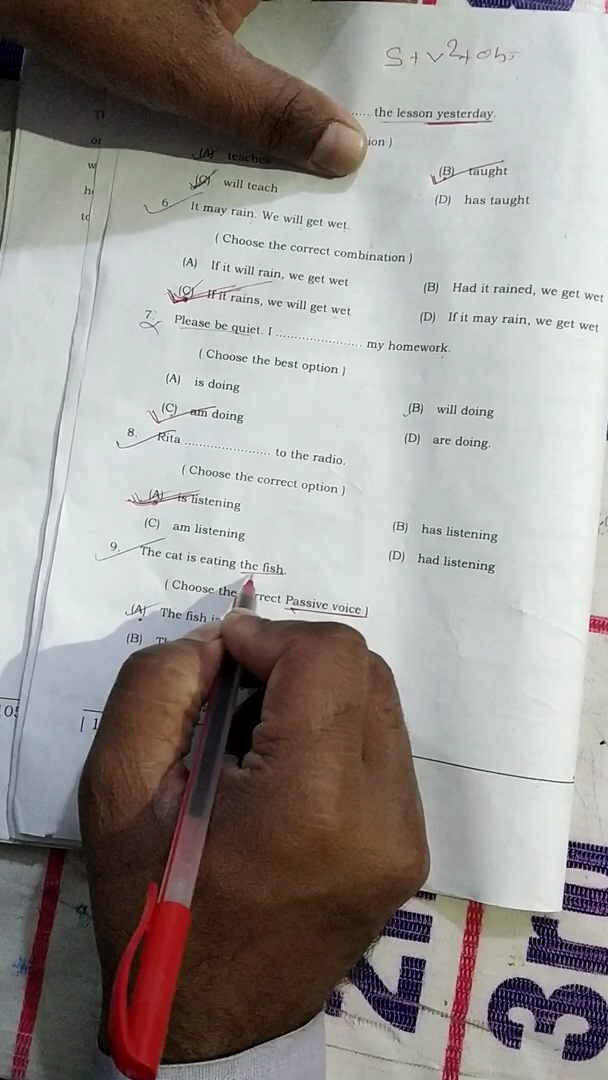 S + v2 + ob
..... the lesson yesterday.
ion )
(A) teaches
(B) taught
(C) will teach
(D) has taught
6. It may rain. We will get wet.
( Choose the correct combination )
(A) If it will rain, we get wet
(B) Had it rained, we get wet
(C) If it rains, we will get wet
(D) If it may rain, we get wet
7. Please be quiet. I ........................ my homework.
( Choose the best option )
(A) is doing
(B) will doing
(C) am doing
(D) are doing.
8. Rita ........................ to the radio.
( Choose the correct option )
(A) is listening
(B) has listening
(C) am listening
(D) had listening
9. The cat is eating the fish.
( Choose the correct Passive voice )
(A) The fish
(B)
3rd